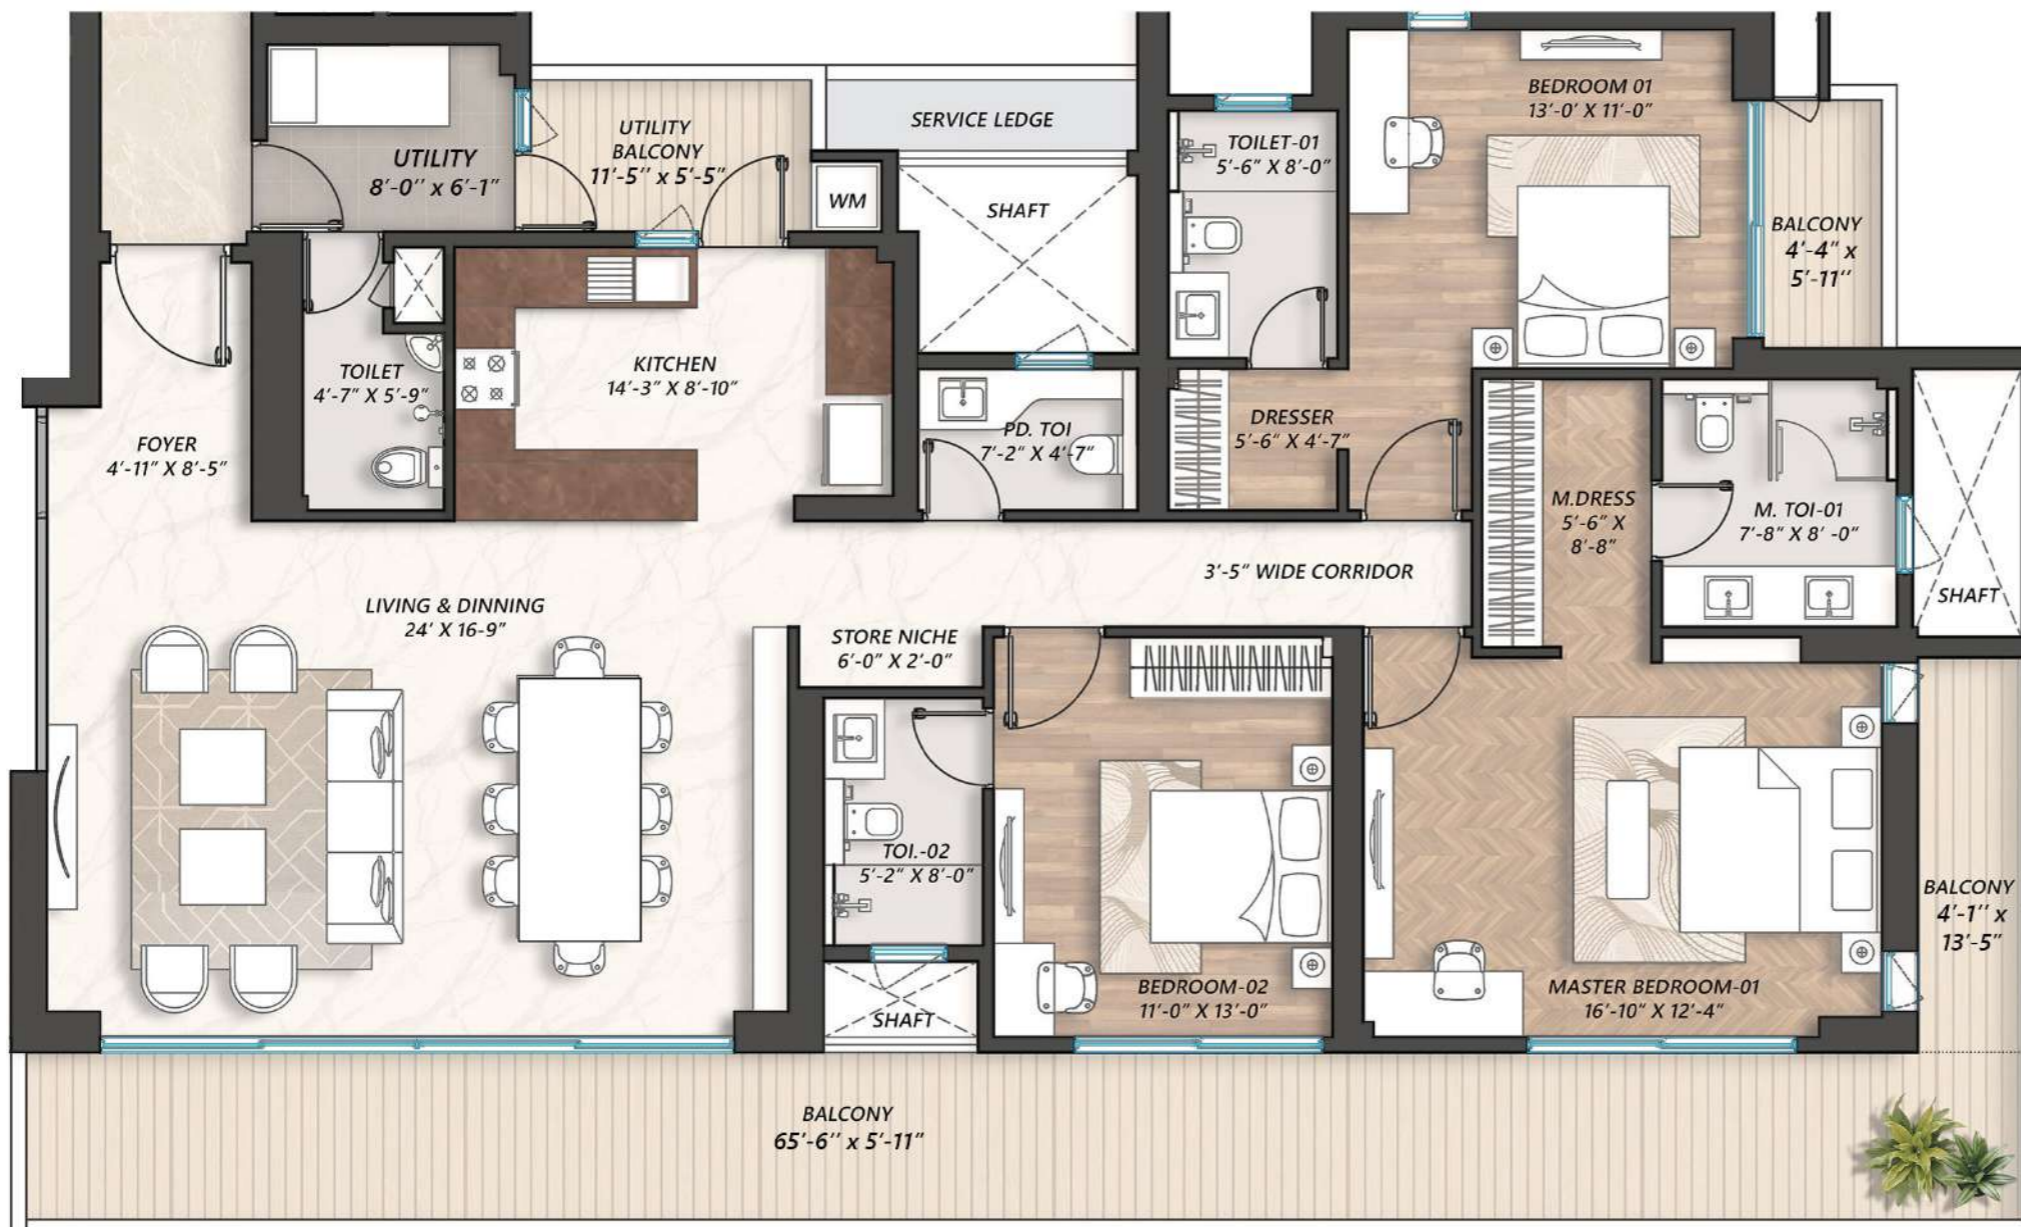 UTILITY
8'-0'' x 6'-1"
UTILITY
BALCONY
11'-5" x 5'-5"
WM
SERVICE LEDGE
SHAFT
TOILET-01
5'-6" X 8'-0"
BEDROOM 01
13'-0' X 11'-0"
BALCONY
4'-4" x
5'-11''
FOYER
4'-11" X 8'-5"
TOILET
4'-7" X 5'-9"
KITCHEN
14'-3" X 8'-10"
PD. TOI
7'-2" X 4'-7"
DRESSER
5'-6" X 4'-7"
M.DRESS
5'-6" X
8'-8"
M. TOI-01
7'-8" X 8' -0"
SHAFT
3'-5" WIDE CORRIDOR
LIVING & DINNING
24' X 16-9"
STORE NICHE
6'-0" X 2'-0"
TOI.-02
5'-2" X 8'-0"
SHAFT
BEDROOM-02
11'-0" X 13'-0"
MASTER BEDROOM-01
16'-10" X 12'-4"
BALCONY
4'-1'' x
13'-5"
BALCONY
65'-6'' x 5'-11"